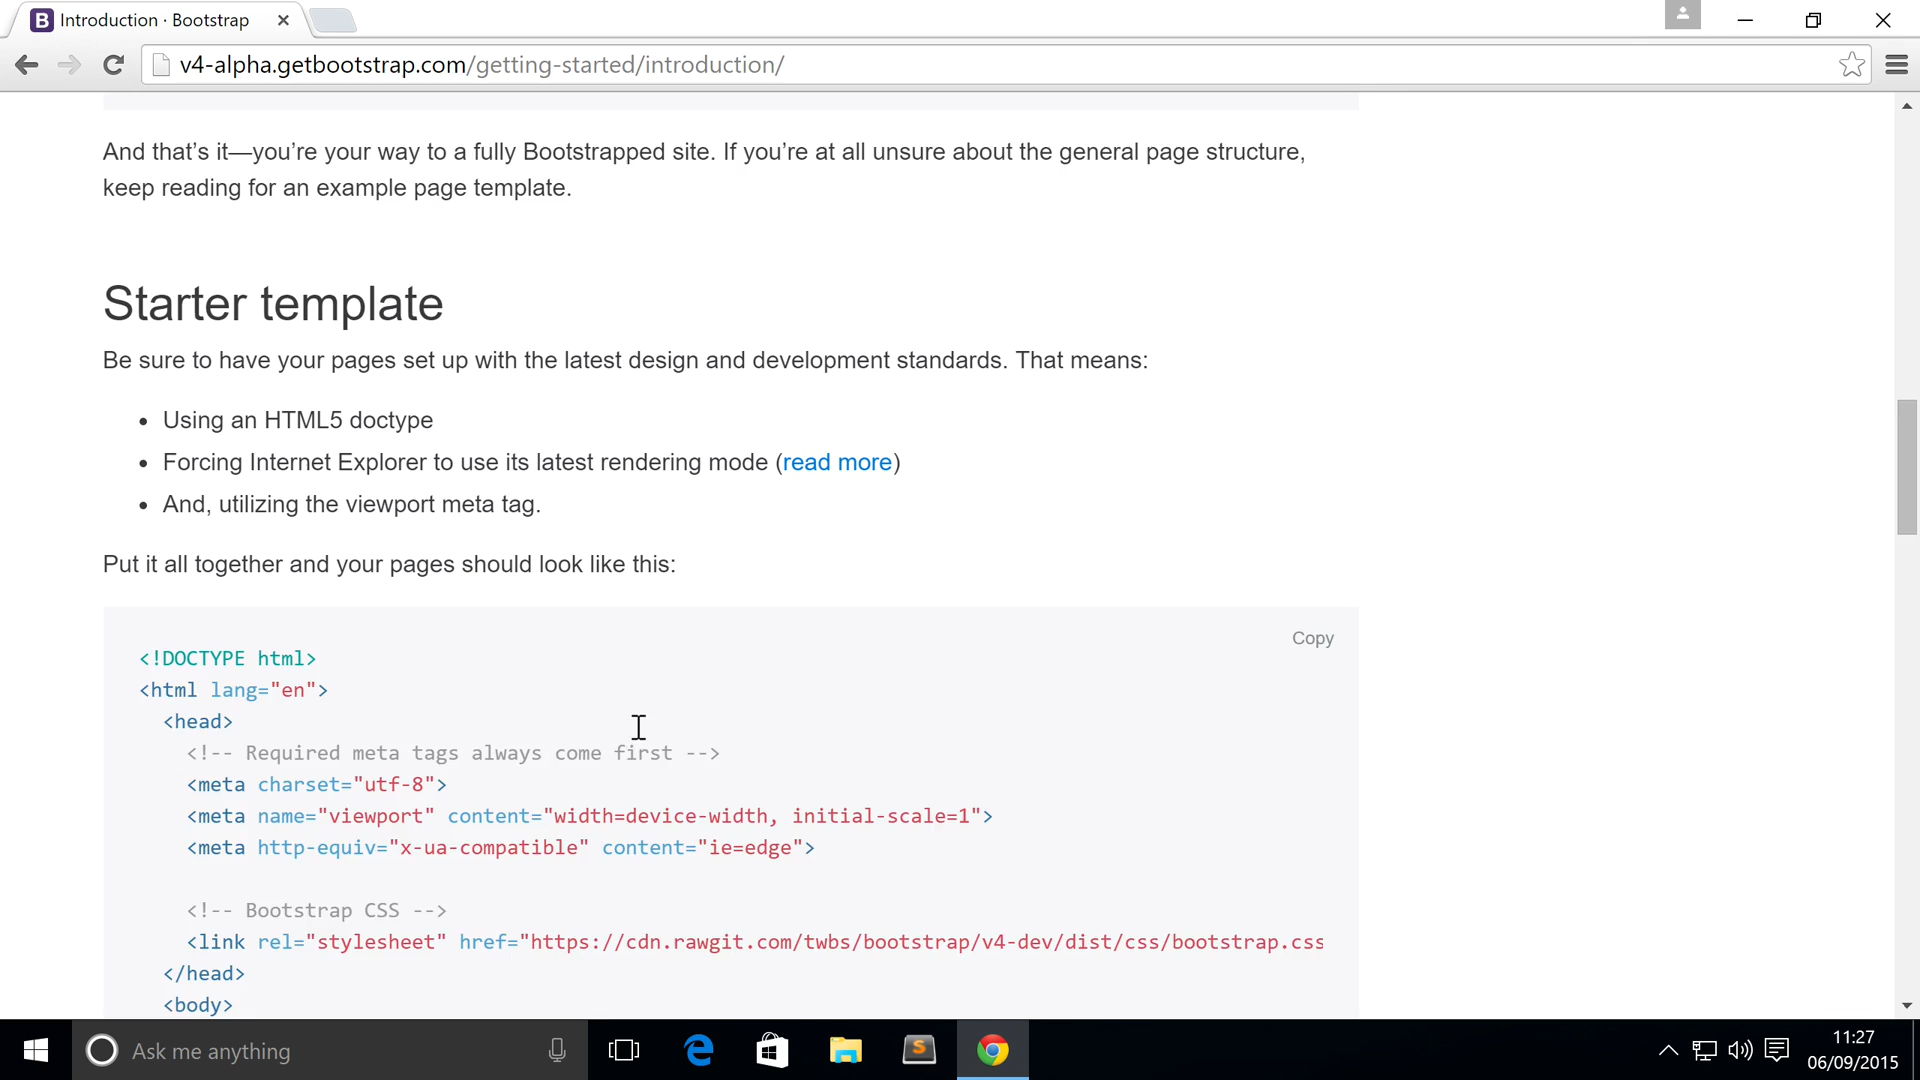 Introduction · Bootstrap
v4-alpha.getbootstrap.com/getting-started/introduction/
And that’s it—you’re your way to a fully Bootstrapped site. If you’re at all unsure about the general page structure,
keep reading for an example page template.
Starter template
Be sure to have your pages set up with the latest design and development standards. That means:
• Using an HTML5 doctype
• Forcing Internet Explorer to use its latest rendering mode (read more)
• And, utilizing the viewport meta tag.
Put it all together and your pages should look like this:
Copy
<!DOCTYPE html>
<html lang="en">
<head>
<!-- Required meta tags always come first -->
<meta charset="utf-8">
<meta name="viewport" content="width=device-width, initial-scale=1">
<meta http-equiv="x-ua-compatible" content="ie=edge">
<!-- Bootstrap CSS -->
<link rel="stylesheet" href="https://cdn.rawgit.com/twbs/bootstrap/v4-dev/dist/css/bootstrap.css
</head>
<body>
Ask me anything
11:27
06/09/2015